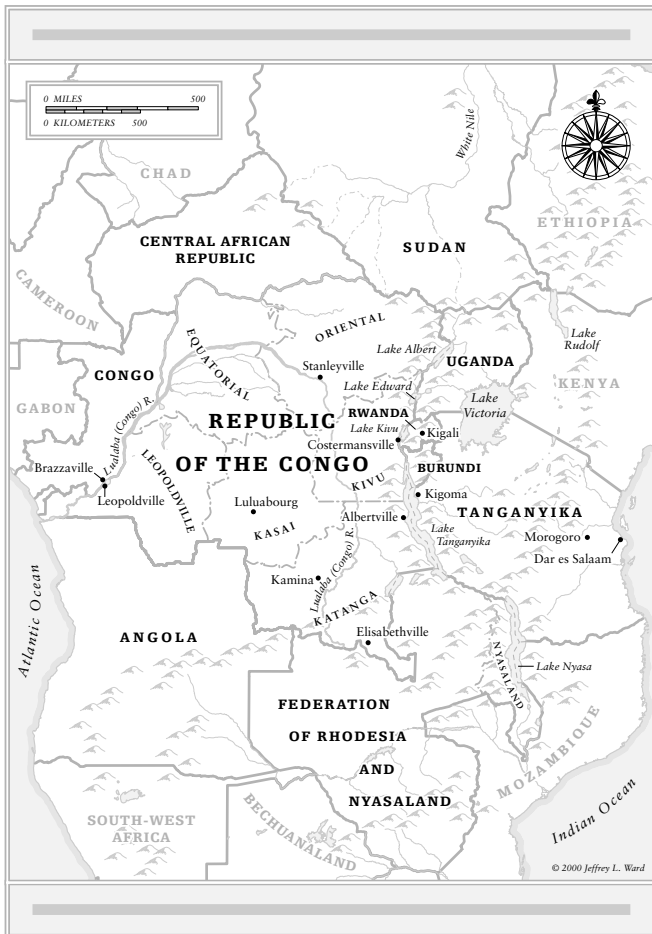 0 MILES 500
0 KILOMETERS 500
White Nile
CHAD
ETHIOPIA
CENTRAL AFRICAN
REPUBLIC
SUDAN
CAMEROON
ORIENTAL
Lake
Rudolf
Lake Albert
EQUATORIAL
UGANDA
Stanleyville
CONGO
KENYA
Lake Edward
GABON
Lake
Victoria
RWANDA
REPUBLIC
OF THE CONGO
Lake Kivu
Kigali
Costermansville
Lualaba (Congo) R.
LEOPOLDVILLE
Brazzaville
BURUNDI
KIVU
Leopoldville
Kigoma
Luluabourg
TANGANYIKA
Albertville
KASAI
Lake
Tanganyika
Morogoro
Dar es Salaam
Kamina
Lualaba (Congo) R.
KATANGA
Atlantic Ocean
ANGOLA
Elisabethville
NYASALAND
Lake Nyasa
FEDERATION
OF RHODESIA
AND
NYASALAND
MOZAMBIQUE
SOUTH-WEST
AFRICA
BECHUANALAND
Indian Ocean
© 2000 Jeffrey L. Ward